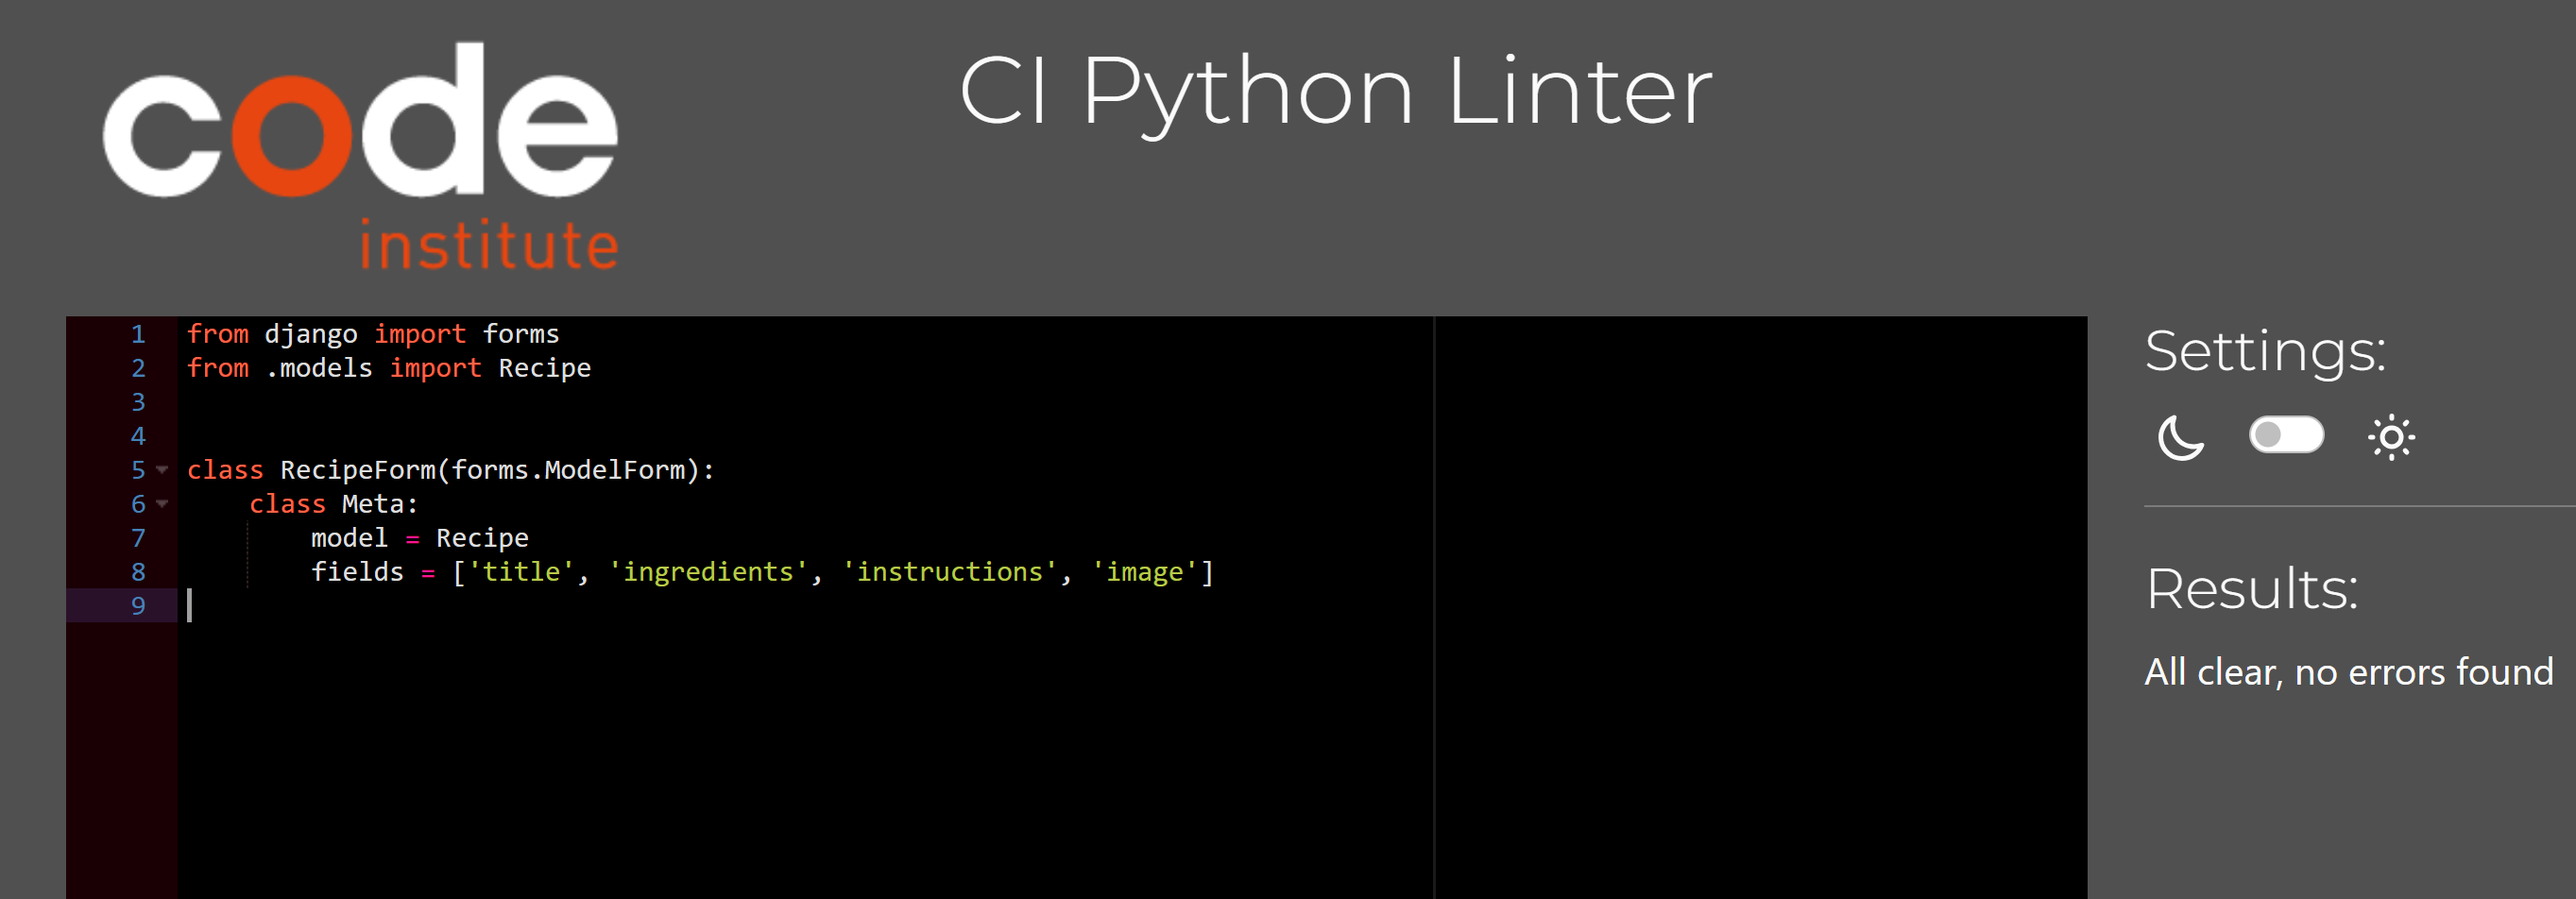 code
institute
CI Python Linter
1 from django import forms
2 from .models import Recipe
3
4
5 class RecipeForm(forms.ModelForm):
6     class Meta:
7         model = Recipe
8         fields = ['title', 'ingredients', 'instructions', 'image']
9
Settings:
Results:
All clear, no errors found